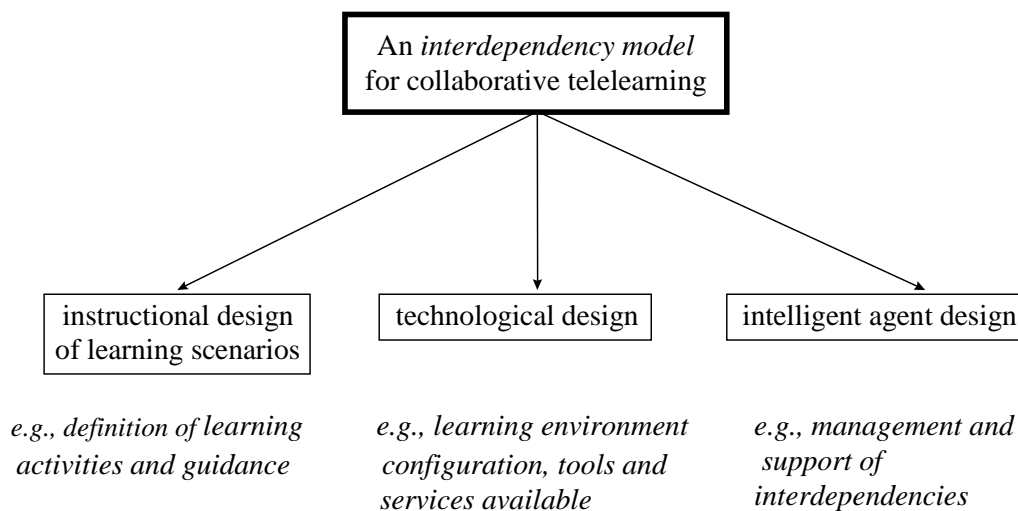 An interdependency model
for collaborative telelearning
instructional design
of learning scenarios
technological design
intelligent agent design
e.g., definition of learning
activities and guidance
e.g., learning environment
configuration, tools and
services available
e.g., management and
support of
interdependencies